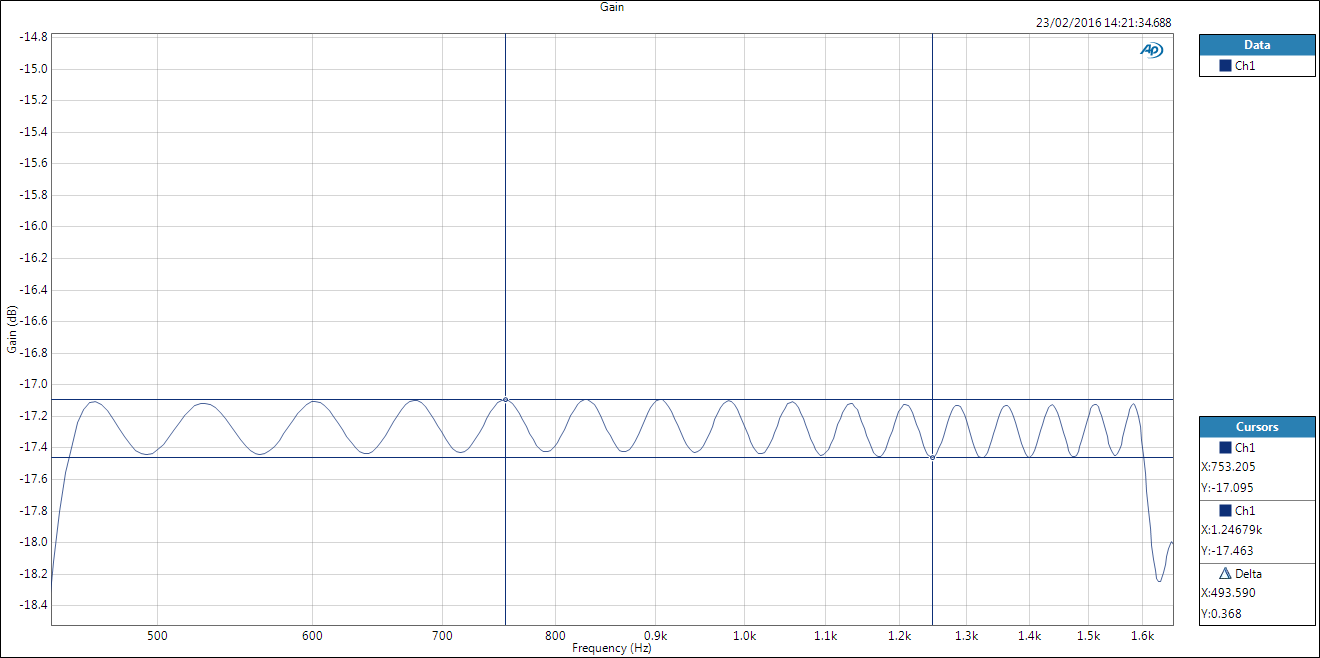 Gain
23/02/2016 14:21:34.688
-14.8
-15.0
-15.2
-15.4
-15.6
-15.8
-16.0
-16.2
-16.4
-16.6
-16.8
-17.0
-17.2
-17.4
-17.6
-17.8
-18.0
-18.2
-18.4
Gain (dB)
AP
500 600 700 800 0.9k 1.0k 1.1k 1.2k 1.3k 1.4k 1.5k 1.6k
Frequency (Hz)
Data
Ch1
Cursors
Ch1
X:753.205
Y:-17.095
Ch1
X:1.24679k
Y:-17.463
Delta
X:493.590
Y:0.368